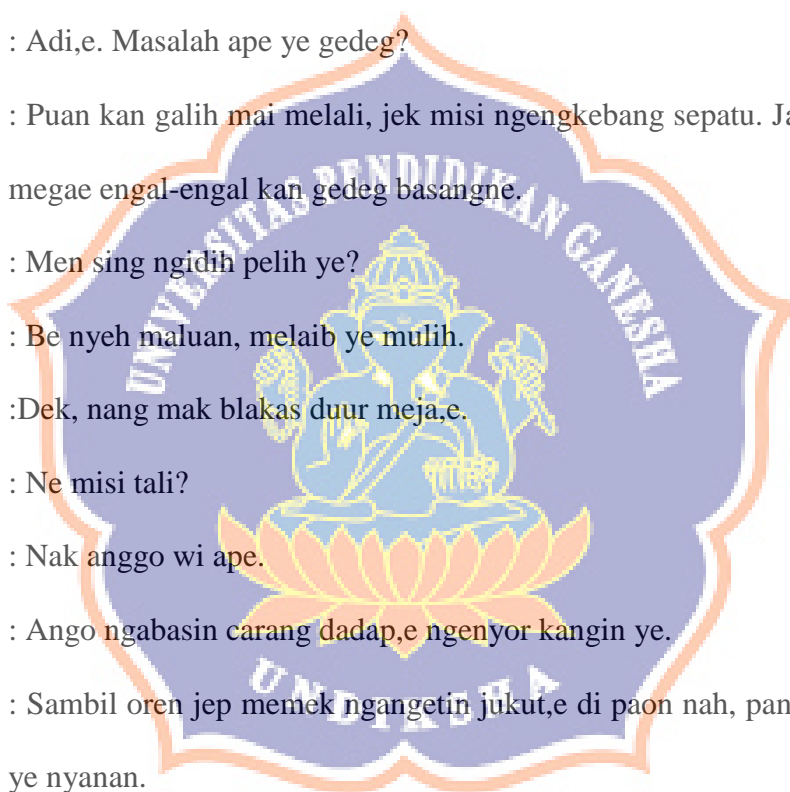 : Adi,e. Masalah ape ye gedeg?
: Puan kan galih mai melali, jek misi ngengkebang sepatu. Ja
megae engal-engal kan gedeg basangne.
: Men sing ngidih pelih ye?
: Be nyeh maluan, melaib ye mulih.
:Dek, nang mak blakas duur meja,e.
: Ne misi tali?
: Nak anggo wi ape.
: Ango ngabasin carang dadap,e ngenyor kangin ye.
: Sambil oren jep memek ngangetin jukut,e di paon nah, pan
ye nyanan.
UNIVERSITAS PENDIDIKAN GANESHA
UNDIKSHA